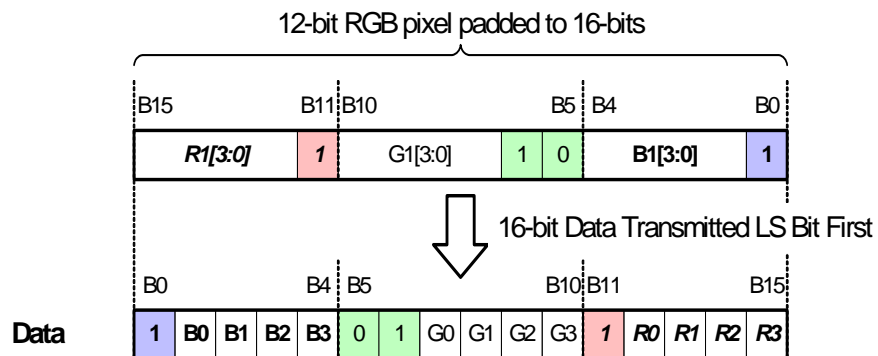 12-bit RGB pixel padded to 16-bits
B15 B11 B10 B5 B4 B0
R1[3:0] 1 G1[3:0] 1 0 B1[3:0] 1
16-bit Data Transmitted LS Bit First
B0 B4 B5 B10 B11 B15
Data 1 B0 B1 B2 B3 0 1 G0 G1 G2 G3 1 R0 R1 R2 R3